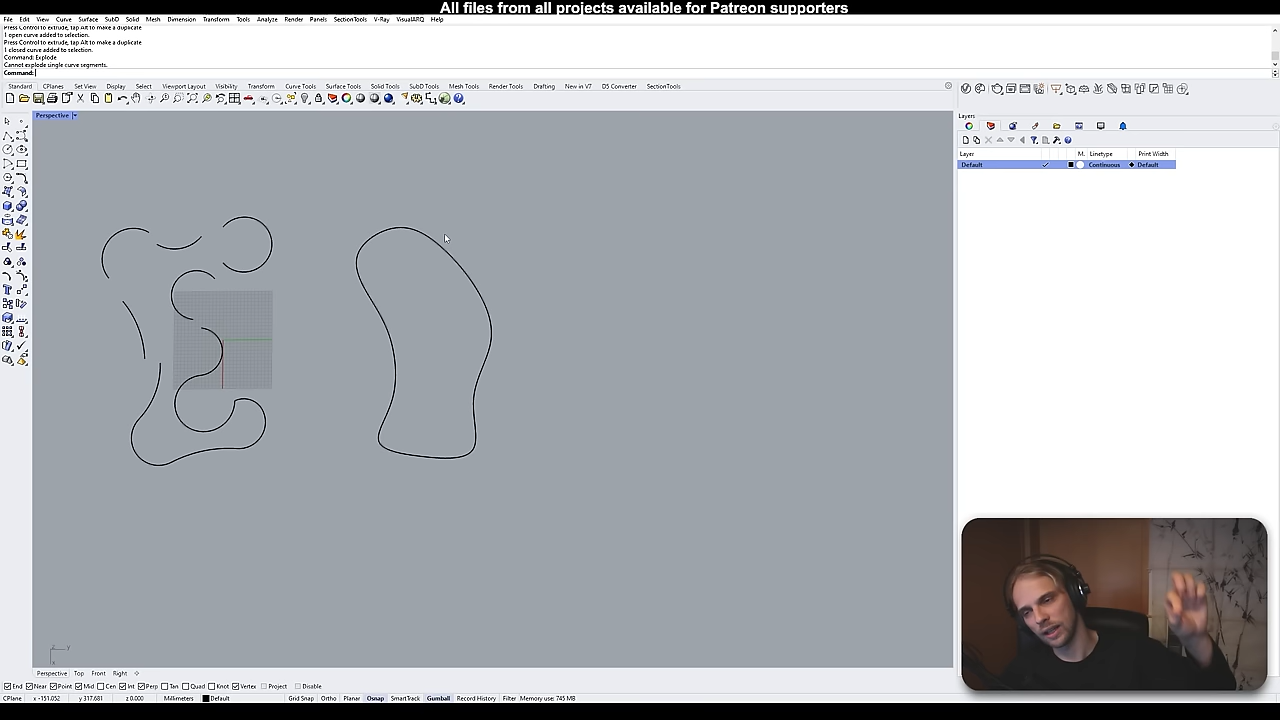 All files from all projects available for Patreon supporters
File Edit View Curve Surface SubD Solid Mesh Dimension Transform Tools Analyze Render Panels SectionTools V-Ray VisualARQ Help
Press Control to extrude, tap Alt to make a duplicate
1 open curve added to selection.
Press Control to extrude, tap Alt to make a duplicate
1 closed curve added to selection.
Command: Explode
Cannot explode single curve segments.
Command:
Standard CPlanes Set View Display Select Viewport Layout Visibility Transform Curve Tools Surface Tools Solid Tools SubD Tools Mesh Tools Render Tools Drafting New in V7 D5 Converter SectionTools
Perspective
Layers
Layer M. Linetype Print Width
Default Continuous Default
Perspective Top Front Right
End Near Point Mid Cen Int Perp Tan Quad Knot Vertex Project Disable
CPlane x -151.052 y 317.681 z 0.000 Millimeters Default Grid Snap Ortho Planar Osnap SmartTrack Gumball Record History Filter Memory use: 745 MB